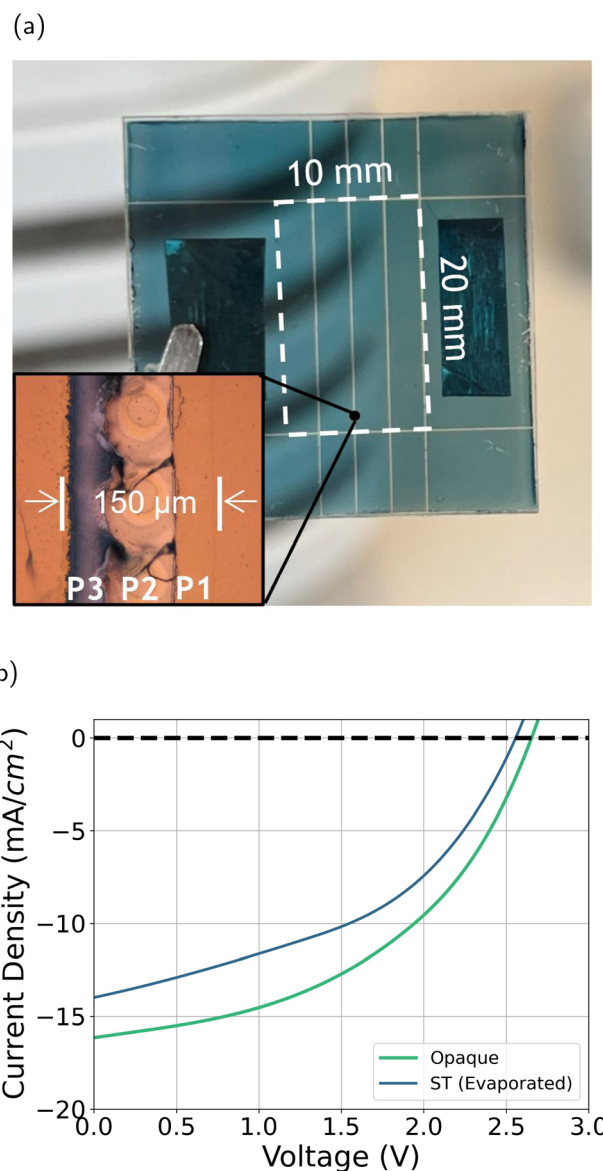 (a)
10 mm
20 mm
150 µm
P3 P2 P1
b)
Current Density (mA/cm²)
0
−5
−10
−15
−20
Opaque
ST (Evaporated)
0.0 0.5 1.0 1.5 2.0 2.5 3.0
Voltage (V)